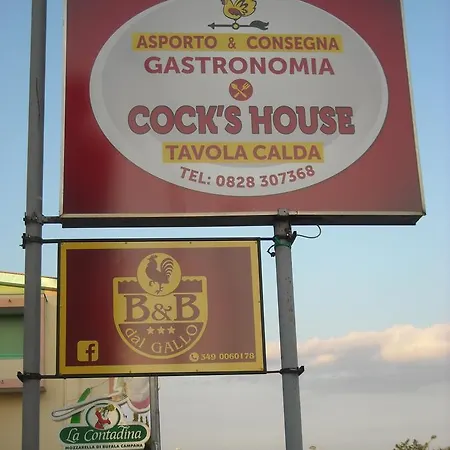 ASPORTO & CONSEGNA
GASTRONOMIA
COCK'S HOUSE
TAVOLA CALDA
TEL: 0828 307368
B&B
dal GALLO
f
349 0060178
La Contadina
MOZZARELLA DI BUFALA CAMPANA